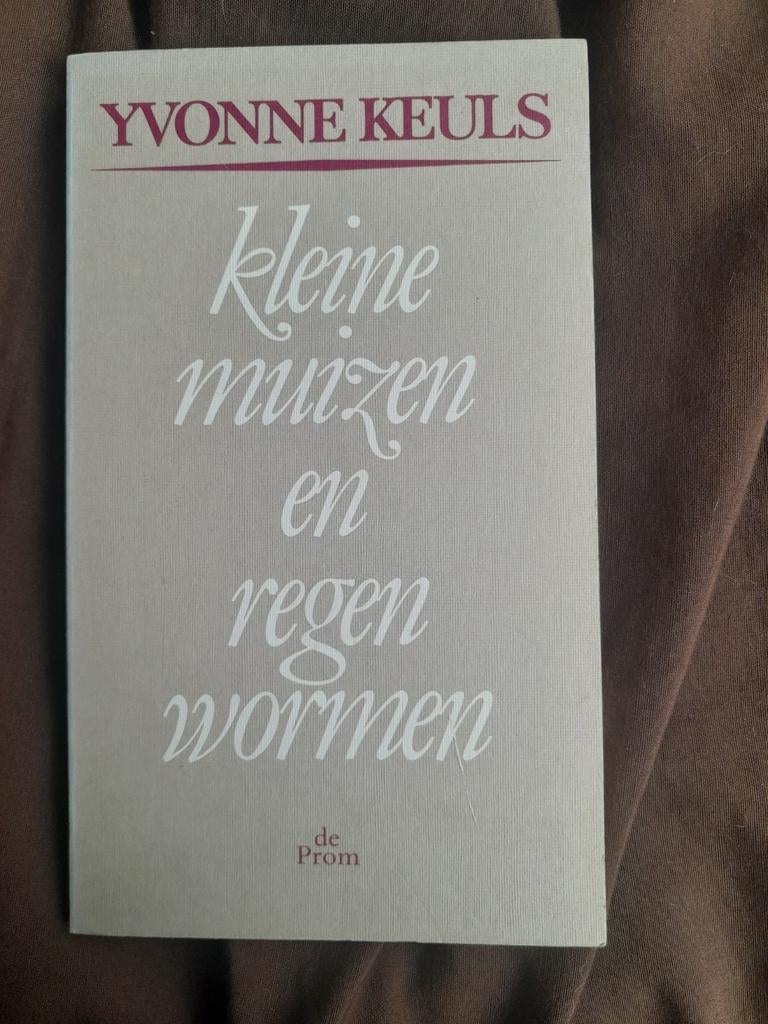 YVONNE KEULS
kleine
muizen
en
regen
wormen
de
Prom